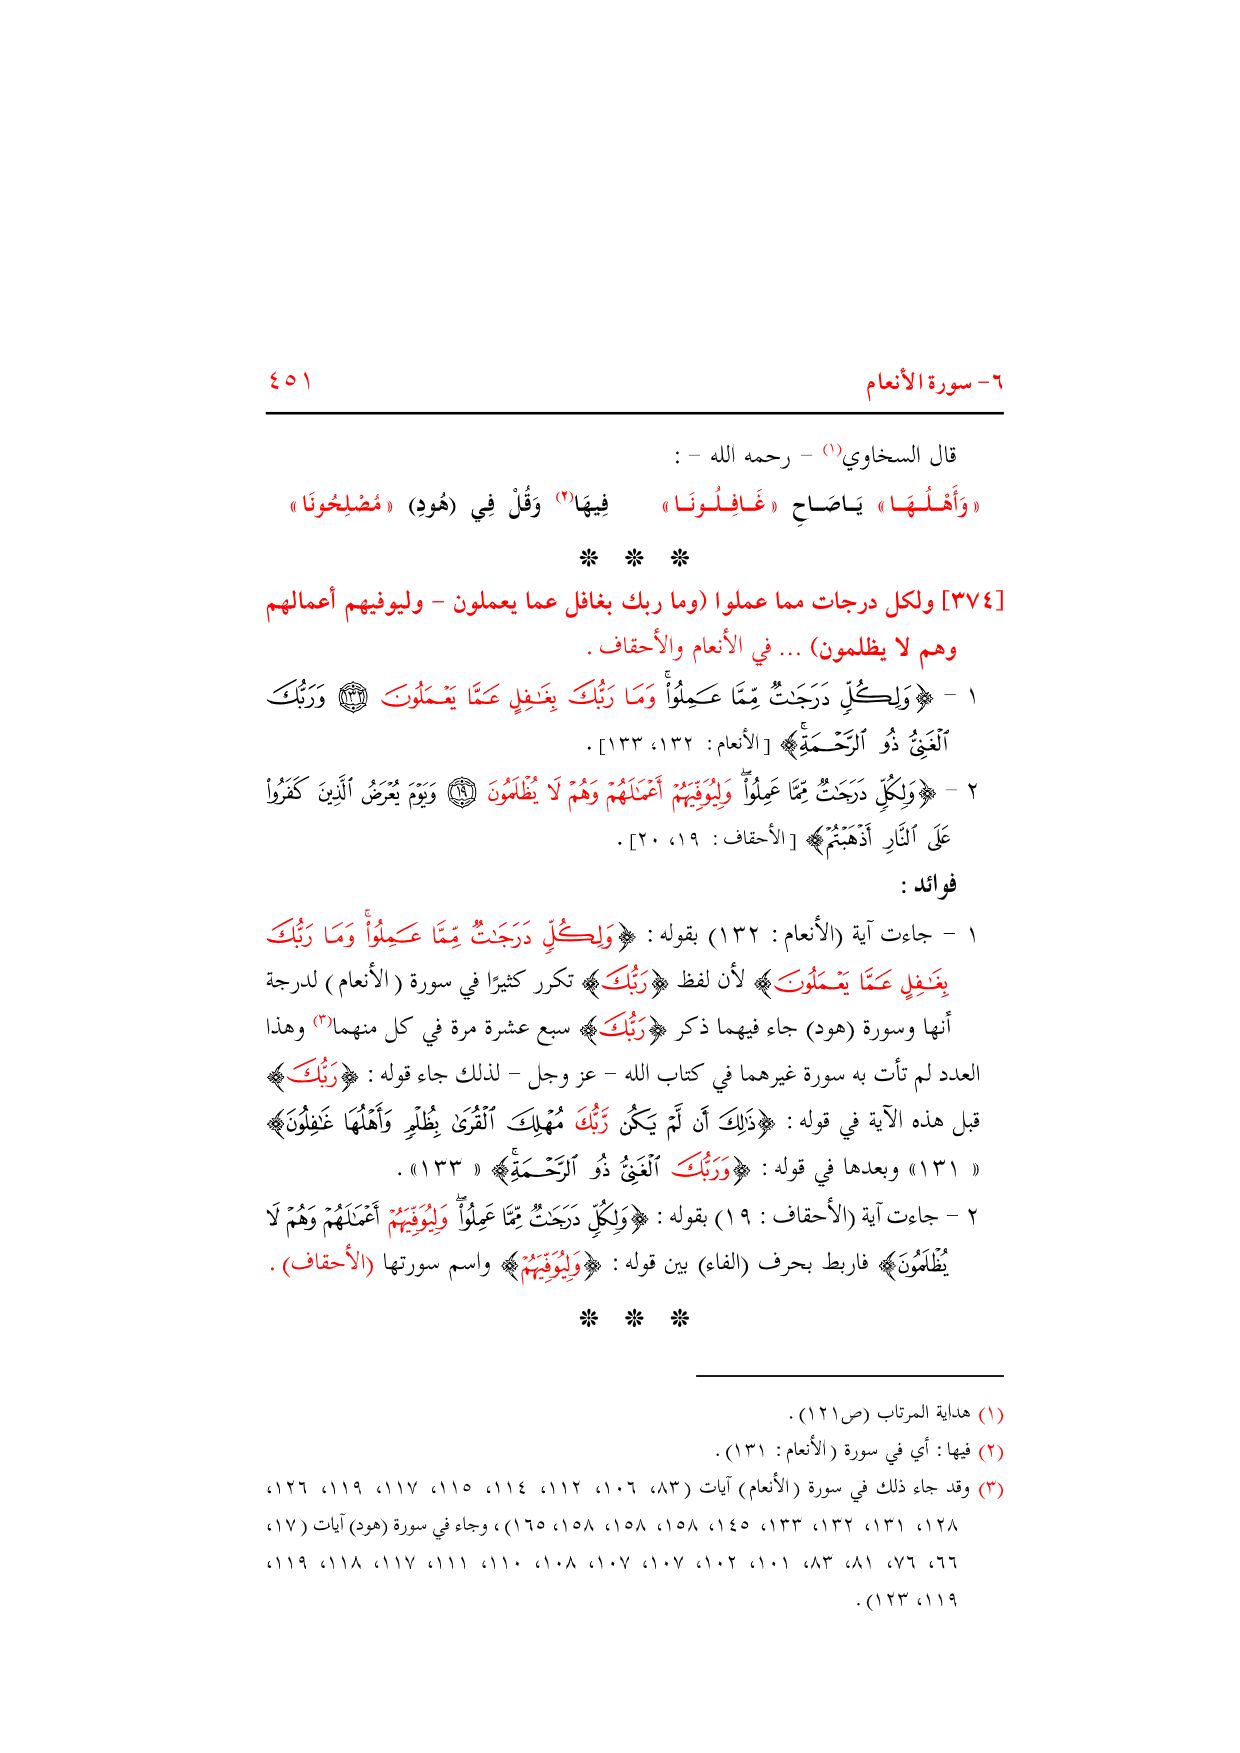 ٦- سورة الأنعام ٤٥١
قال السخاوي(١) – رحمه الله – :
« وَأَهْـلُـهَـا » يَـاصَـاحِ « غَـافِـلُـونَـا » فِيهَا(٢) وَقُلْ فِي (هُودِ) « مُصْلِحُونَا »
[٣٧٤] ولكل درجات مما عملوا (وما ربك بغافل عما يعملون – وليوفيهم أعمالهم
وهم لا يظلمون) ... في الأنعام والأحقاف .
١ – ﴿وَلِكُلٍّ دَرَجَٰتٞ مِّمَّا عَمِلُواْۚ وَمَا رَبُّكَ بِغَٰفِلٍ عَمَّا يَعۡمَلُونَ ١٣٢ وَرَبُّكَ
ٱلۡغَنِيُّ ذُو ٱلرَّحۡمَةِۚ﴾ [الأنعام : ١٣٢، ١٣٣] .
٢ – ﴿وَلِكُلّٖ دَرَجَٰتٞ مِّمَّا عَمِلُواْۖ وَلِيُوَفِّيَهُمۡ أَعۡمَٰلَهُمۡ وَهُمۡ لَا يُظۡلَمُونَ ١٩ وَيَوۡمَ يُعۡرَضُ ٱلَّذِينَ كَفَرُواْ
عَلَى ٱلنَّارِ أَذۡهَبۡتُمۡ﴾ [الأحقاف : ١٩، ٢٠] .
فوائد :
١ – جاءت آية (الأنعام : ١٣٢) بقوله : ﴿وَلِكُلّٖ دَرَجَٰتٞ مِّمَّا عَمِلُواْۚ وَمَا رَبُّكَ
بِغَٰفِلٍ عَمَّا يَعۡمَلُونَ﴾ لأن لفظ ﴿رَبُّكَ﴾ تكرر كثيرًا في سورة (الأنعام) لدرجة
أنها وسورة (هود) جاء فيهما ذكر ﴿رَبُّكَ﴾ سبع عشرة مرة في كل منهما(٣) وهذا
العدد لم تأت به سورة غيرهما في كتاب الله – عز وجل – لذلك جاء قوله : ﴿رَبُّكَ﴾
قبل هذه الآية في قوله : ﴿ذَٰلِكَ أَن لَّمۡ يَكُن رَّبُّكَ مُهۡلِكَ ٱلۡقُرَىٰ بِظُلۡمٖ وَأَهۡلُهَا غَٰفِلُونَ﴾
« ١٣١» وبعدها في قوله : ﴿وَرَبُّكَ ٱلۡغَنِيُّ ذُو ٱلرَّحۡمَةِۚ﴾ « ١٣٣» .
٢ – جاءت آية (الأحقاف : ١٩) بقوله : ﴿وَلِكُلّٖ دَرَجَٰتٞ مِّمَّا عَمِلُواْۖ وَلِيُوَفِّيَهُمۡ أَعۡمَٰلَهُمۡ وَهُمۡ لَا
يُظۡلَمُونَ﴾ فاربط بحرف (الفاء) بين قوله : ﴿وَلِيُوَفِّيَهُمۡ﴾ واسم سورتها (الأحقاف) .
(١) هداية المرتاب (ص١٢١) .
(٢) فيها : أي في سورة (الأنعام : ١٣١) .
(٣) وقد جاء ذلك في سورة (الأنعام) آيات (٨٣، ١٠٦، ١١٢، ١١٤، ١١٥، ١١٧، ١١٩، ١٢٦،
١٢٨، ١٣١، ١٣٢، ١٣٣، ١٤٥، ١٥٨، ١٥٨، ١٥٨، ١٦٥) ، وجاء في سورة (هود) آيات (١٧،
٦٦، ٧٦، ٨١، ٨٣، ١٠١، ١٠٢، ١٠٧، ١٠٧، ١٠٨، ١١٠، ١١١، ١١٧، ١١٨، ١١٩،
١١٩، ١٢٣) .